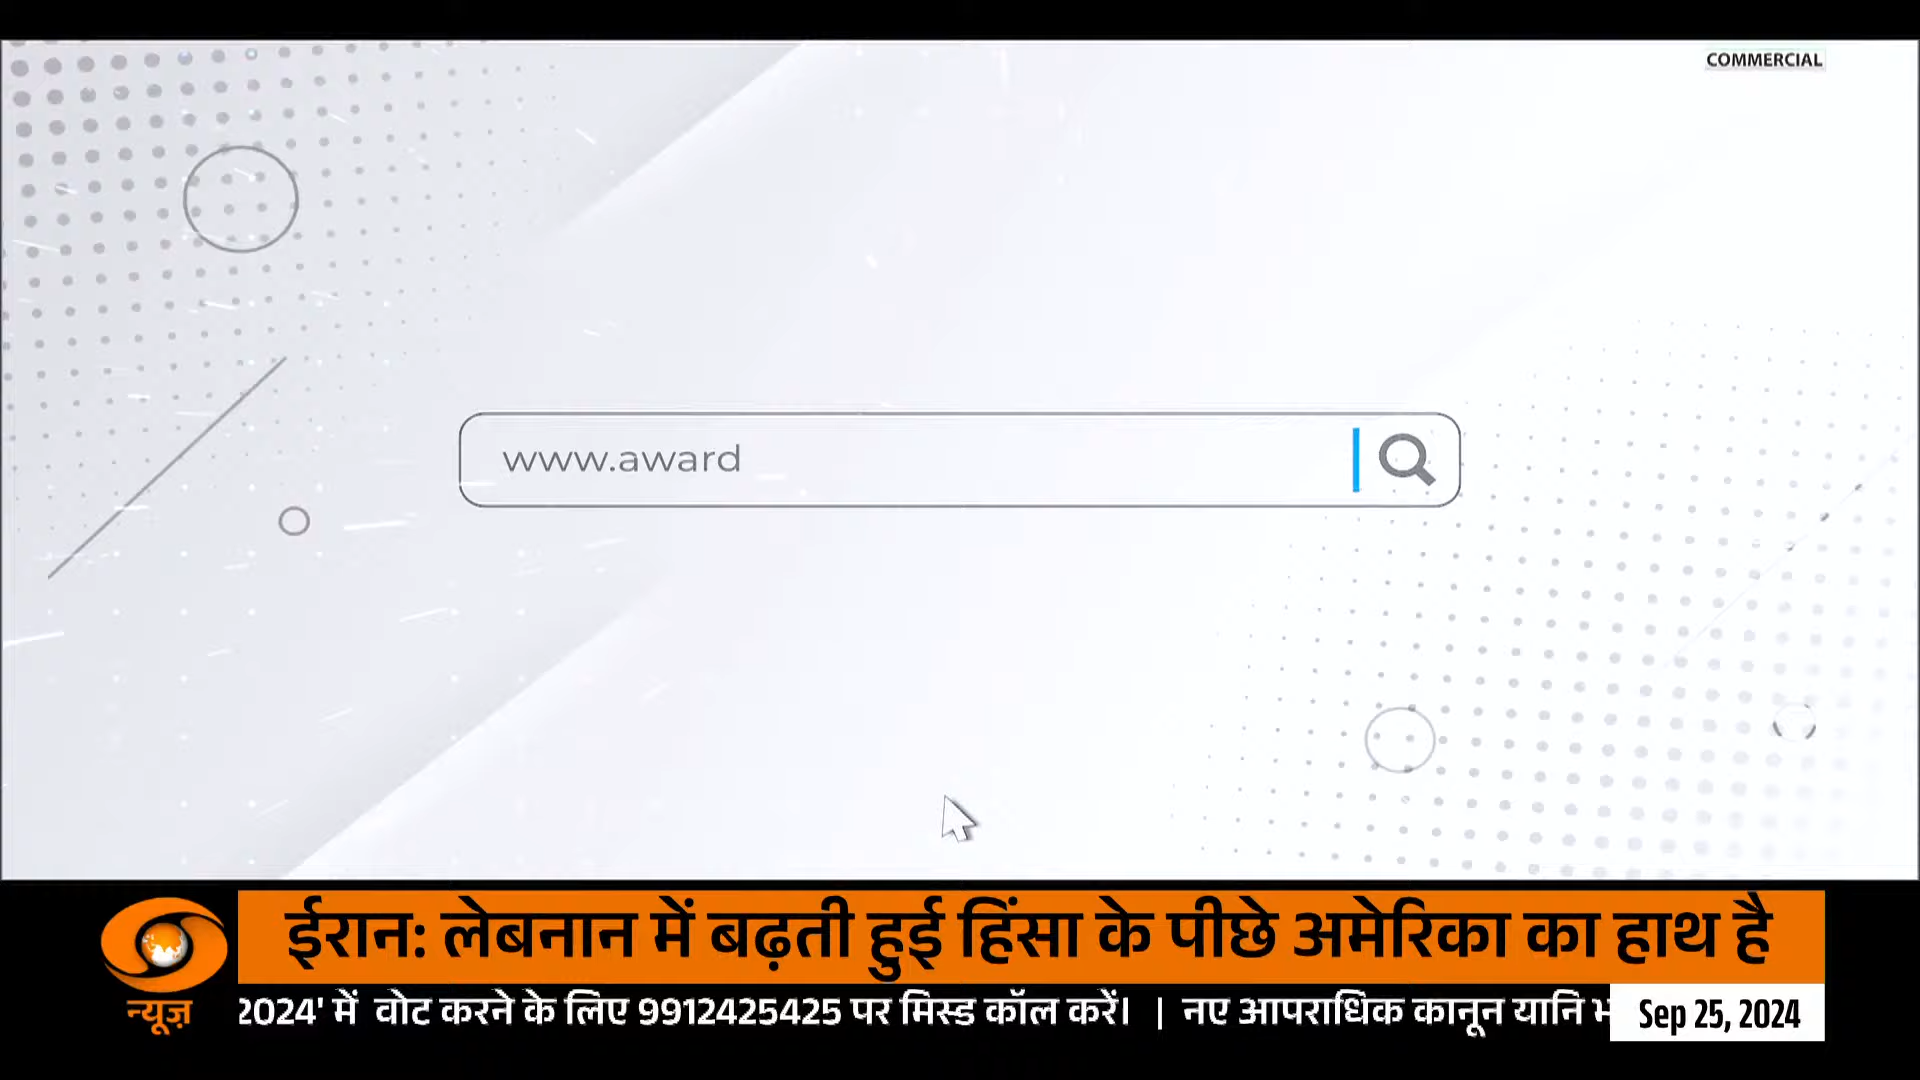 COMMERCIAL
www.award
ईरान: लेबनान में बढ़ती हुई हिंसा के पीछे अमेरिका का हाथ है
न्यूज़
2024' में वोट करने के लिए 9912425425 पर मिस्ड कॉल करें। | नए आपराधिक कानून यानि
Sep 25, 2024